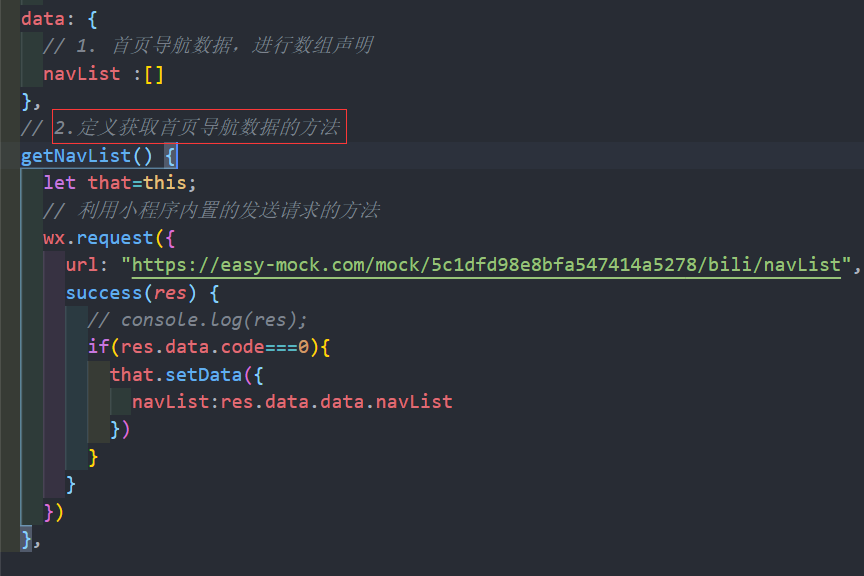 data: {
// 1. 首页导航数据，进行数组声明
navList :[]
},
// 2.定义获取首页导航数据的方法
getNavList() {
let that=this;
// 利用小程序内置的发送请求的方法
wx.request({
url: "https://easy-mock.com/mock/5c1dfd98e8bfa547414a5278/bili/navList",
success(res) {
// console.log(res);
if(res.data.code===0){
that.setData({
navList:res.data.data.navList
})
}
}
})
},